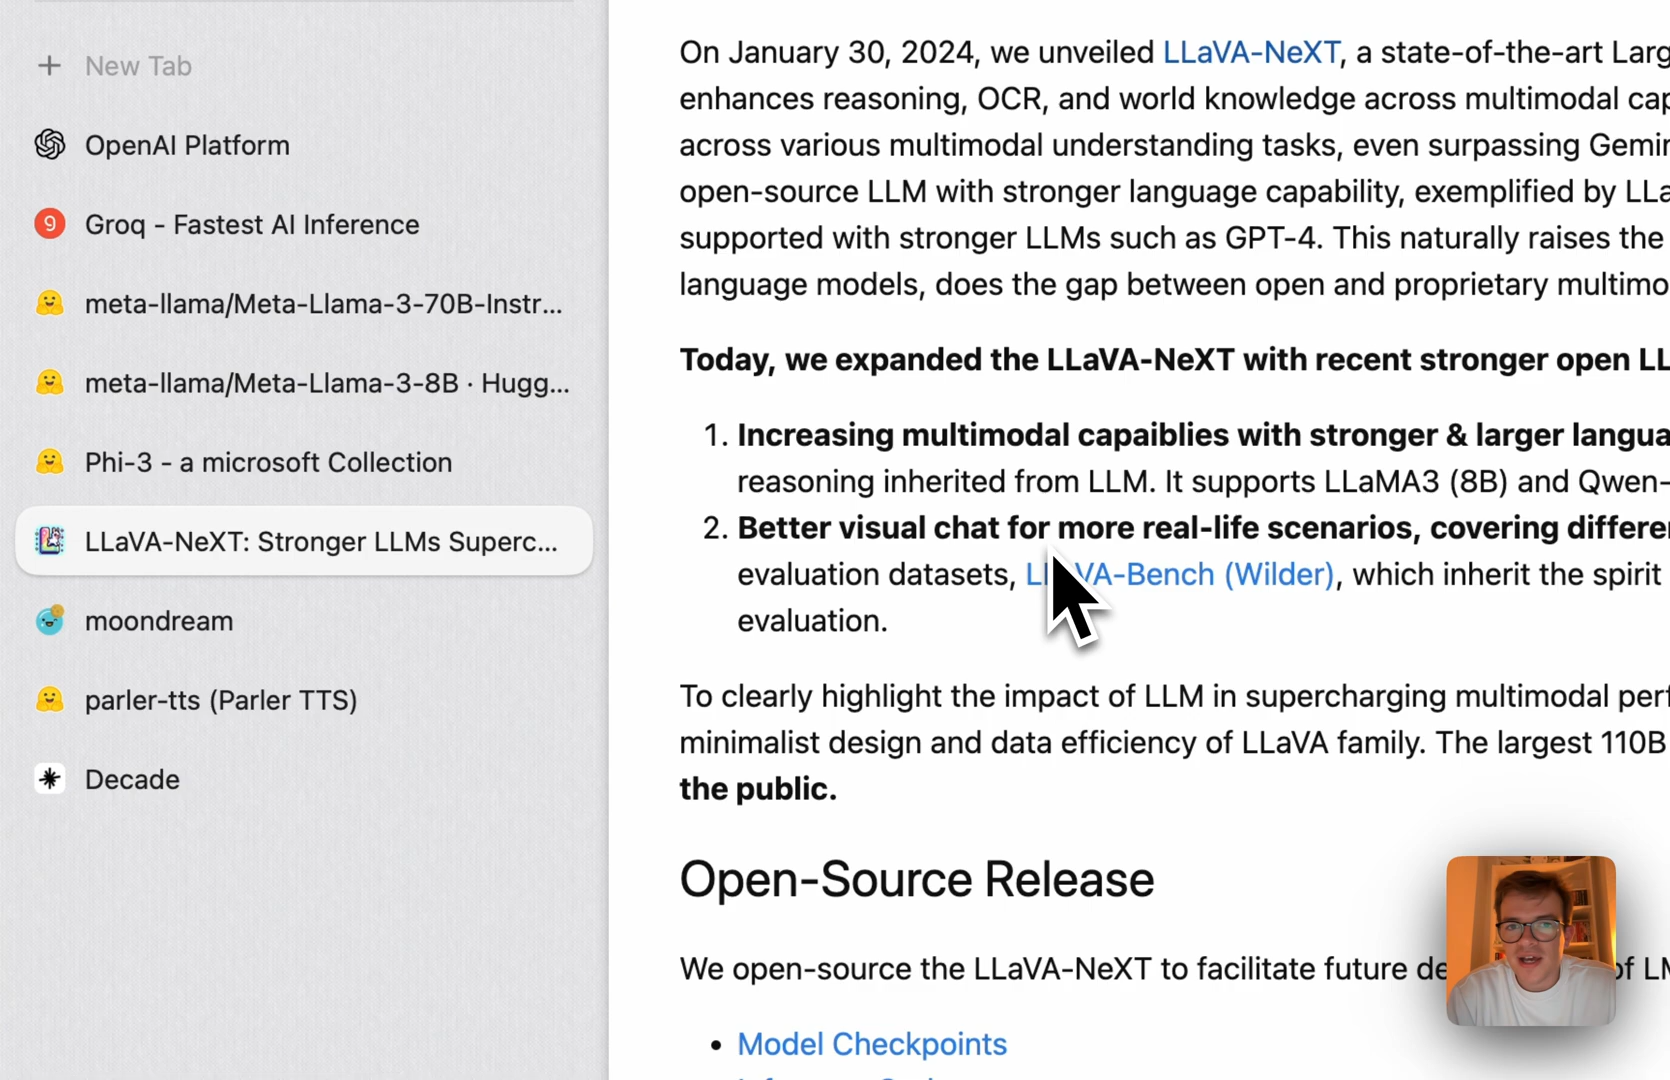 New Tab
OpenAI Platform
9
Groq - Fastest AI Inference
meta-llama/Meta-Llama-3-70B-Instr...
meta-llama/Meta-Llama-3-8B · Hugg...
Phi-3 - a microsoft Collection
LLaVA-NeXT: Stronger LLMs Superc...
moondream
parler-tts (Parler TTS)
Decade
On January 30, 2024, we unveiled LLaVA-NeXT, a state-of-the-art Larg
enhances reasoning, OCR, and world knowledge across multimodal cap
across various multimodal understanding tasks, even surpassing Gemin
open-source LLM with stronger language capability, exemplified by LLa
supported with stronger LLMs such as GPT-4. This naturally raises the
language models, does the gap between open and proprietary multimo
Today, we expanded the LLaVA-NeXT with recent stronger open LL
1. Increasing multimodal capaiblies with stronger & larger langua
reasoning inherited from LLM. It supports LLaMA3 (8B) and Qwen-
2. Better visual chat for more real-life scenarios, covering differe
evaluation datasets, LLaVA-Bench (Wilder), which inherit the spirit
evaluation.
To clearly highlight the impact of LLM in supercharging multimodal perf
minimalist design and data efficiency of LLaVA family. The largest 110B
the public.
Open-Source Release
We open-source the LLaVA-NeXT to facilitate future de of LM
• Model Checkpoints